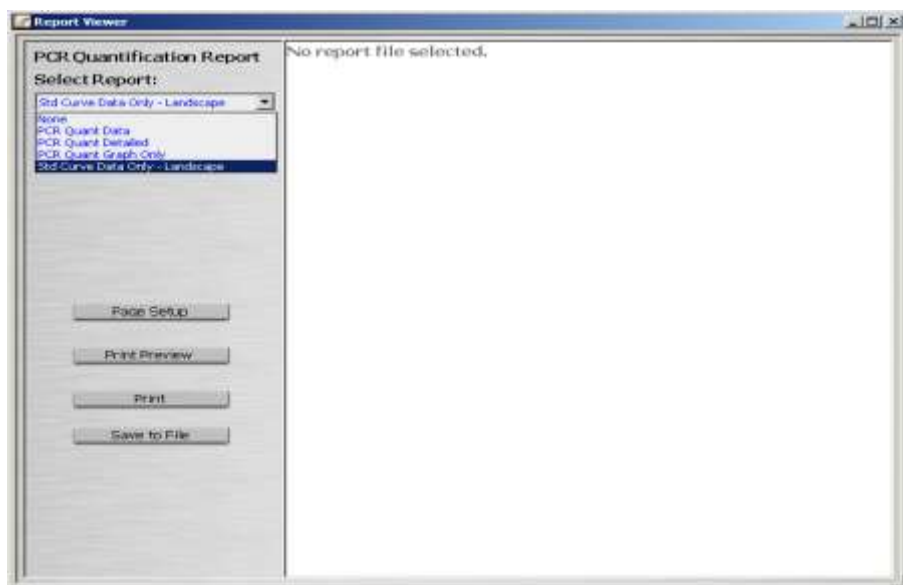 Report Viewer
PCR Quantification Report
Select Report:
Std Curve Data Only - Landscape
None
PCR Quant Data
PCR Quant Detailed
PCR Quant Graph Only
Std Curve Data Only - Landscape
Page Setup
Print Preview
Print
Save to File
No report file selected.